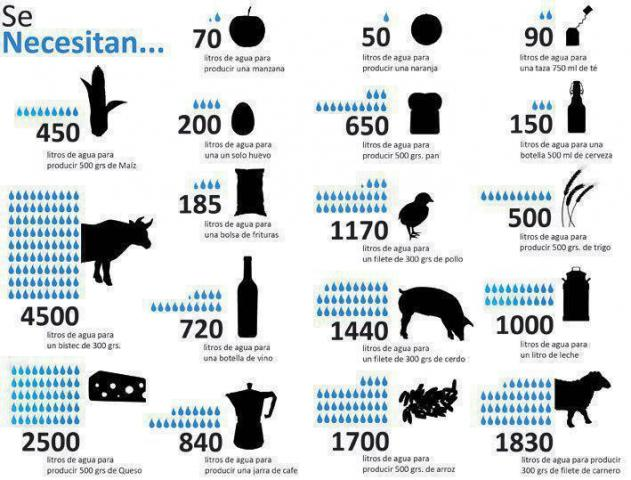 Se
Necesitan...
70
litros de agua para
producir una manzana
50
litros de agua para
producir una naranja
90
litros de agua para
una taza 750 ml de té
450
litros de agua para
producir 500 grs de Maíz
200
litros de agua para
una un solo huevo
650
litros de agua para
producir 500 grs. pan
150
litros de agua para una
botella 500 ml de cerveza
185
litros de agua para
una bolsa de frituras
1170
litros de agua para
un filete de 300 grs de pollo
500
litros de agua para
producir 500 grs. de trigo
4500
litros de agua para
un bistec de 300 grs.
720
litros de agua para
una botella de vino
1440
litros de agua para
un filete de 300 grs de cerdo
1000
litros de agua para
un litro de leche
2500
litros de agua para
producir 500 grs de Queso
840
litros de agua para
producir una jarra de cafe
1700
litros de agua para
producir 500 grs. de arroz
1830
litros de agua para producir
300 grs de filete de carnero